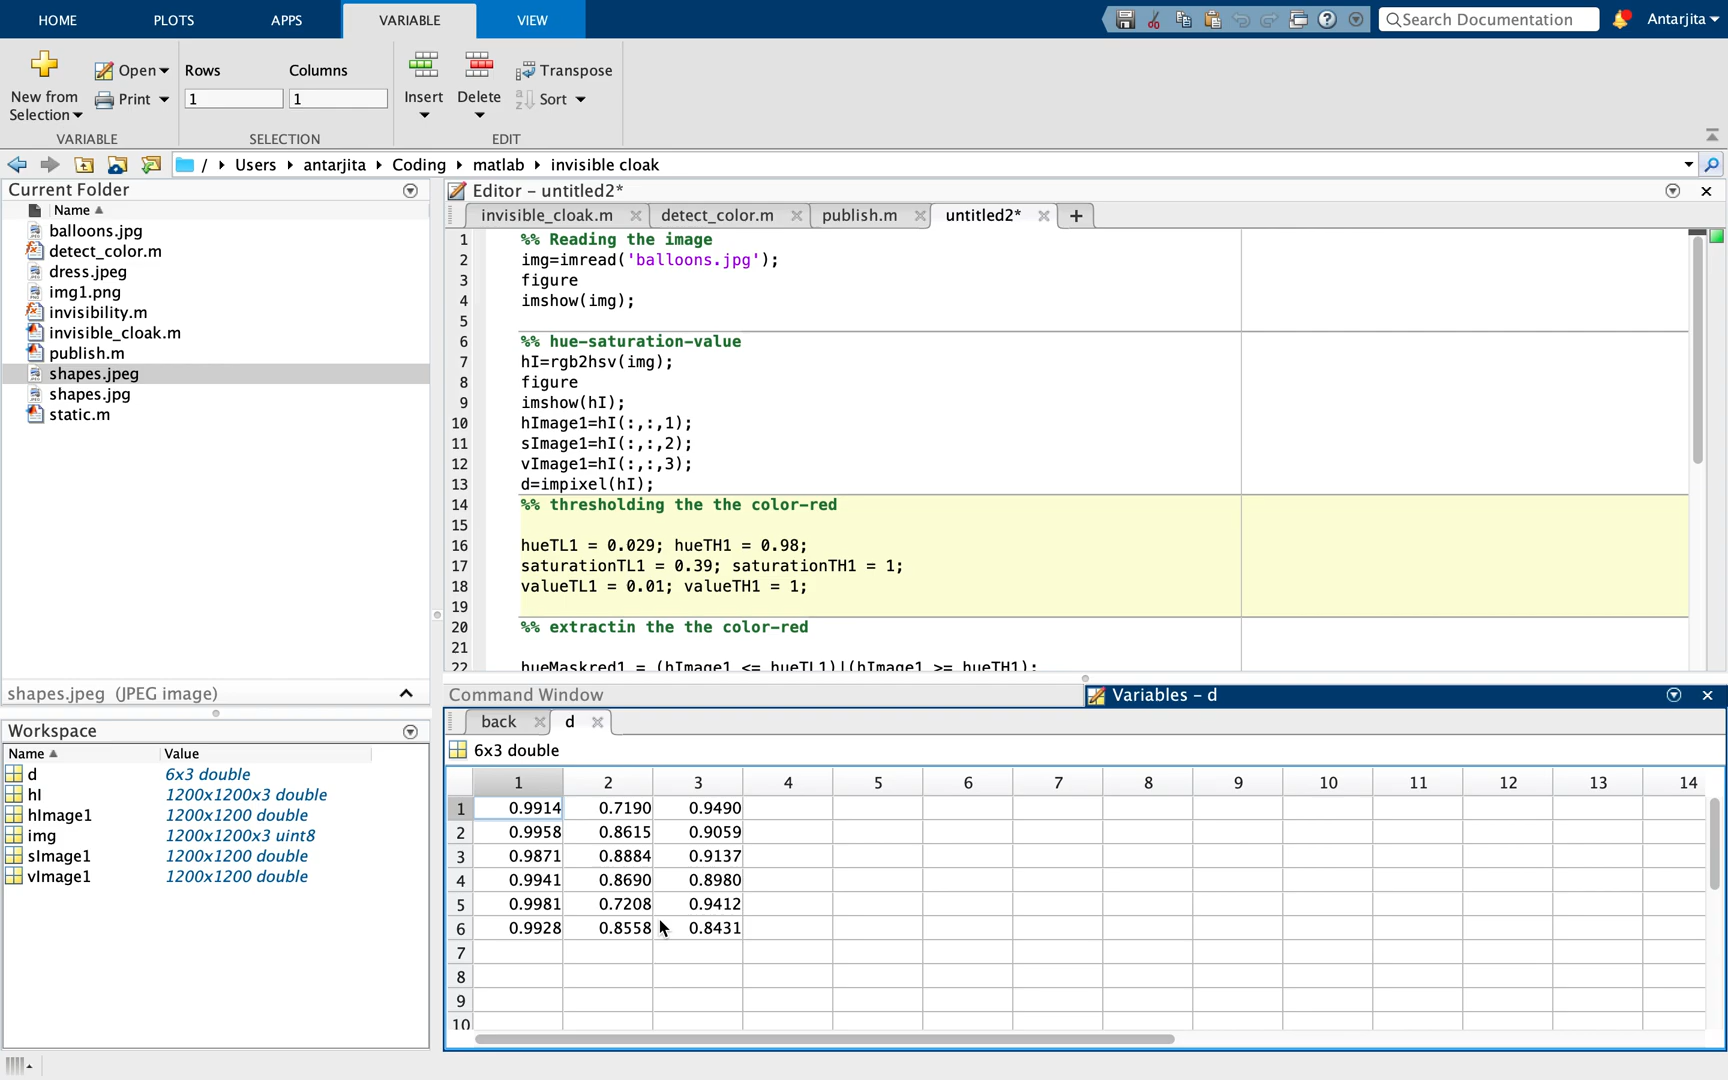 HOME PLOTS APPS VARIABLE VIEW Search Documentation Antarjita
New from Selection Open Print Rows Columns 1 1 Insert Delete Transpose Sort
VARIABLE SELECTION EDIT
/ Users antarjita Coding matlab invisible cloak
Current Folder
Name
balloons.jpg
detect_color.m
dress.jpeg
img1.png
invisibility.m
invisible_cloak.m
publish.m
shapes.jpeg
shapes.jpg
static.m
shapes.jpeg (JPEG image)
Workspace
Name Value
d 6x3 double
hI 1200x1200x3 double
hImage1 1200x1200 double
img 1200x1200x3 uint8
sImage1 1200x1200 double
vImage1 1200x1200 double
Editor - untitled2*
invisible_cloak.m detect_color.m publish.m untitled2*
1 %% Reading the image
2 img=imread('balloons.jpg');
3 figure
4 imshow(img);
5
6 %% hue-saturation-value
7 hI=rgb2hsv(img);
8 figure
9 imshow(hI);
10 hImage1=hI(:,:,1);
11 sImage1=hI(:,:,2);
12 vImage1=hI(:,:,3);
13 d=impixel(hI);
14 %% thresholding the the color-red
15
16 hueTL1 = 0.029; hueTH1 = 0.98;
17 saturationTL1 = 0.39; saturationTH1 = 1;
18 valueTL1 = 0.01; valueTH1 = 1;
19
20 %% extractin the the color-red
21
22 hueMaskred1 = (hImage1 <= hueTL1)|(hImage1 >= hueTH1);
Command Window
Variables - d
back d
6x3 double
1 2 3 4 5 6 7 8 9 10 11 12 13 14
1 0.9914 0.7190 0.9490
2 0.9958 0.8615 0.9059
3 0.9871 0.8884 0.9137
4 0.9941 0.8690 0.8980
5 0.9981 0.7208 0.9412
6 0.9928 0.8558 0.8431
7
8
9
10